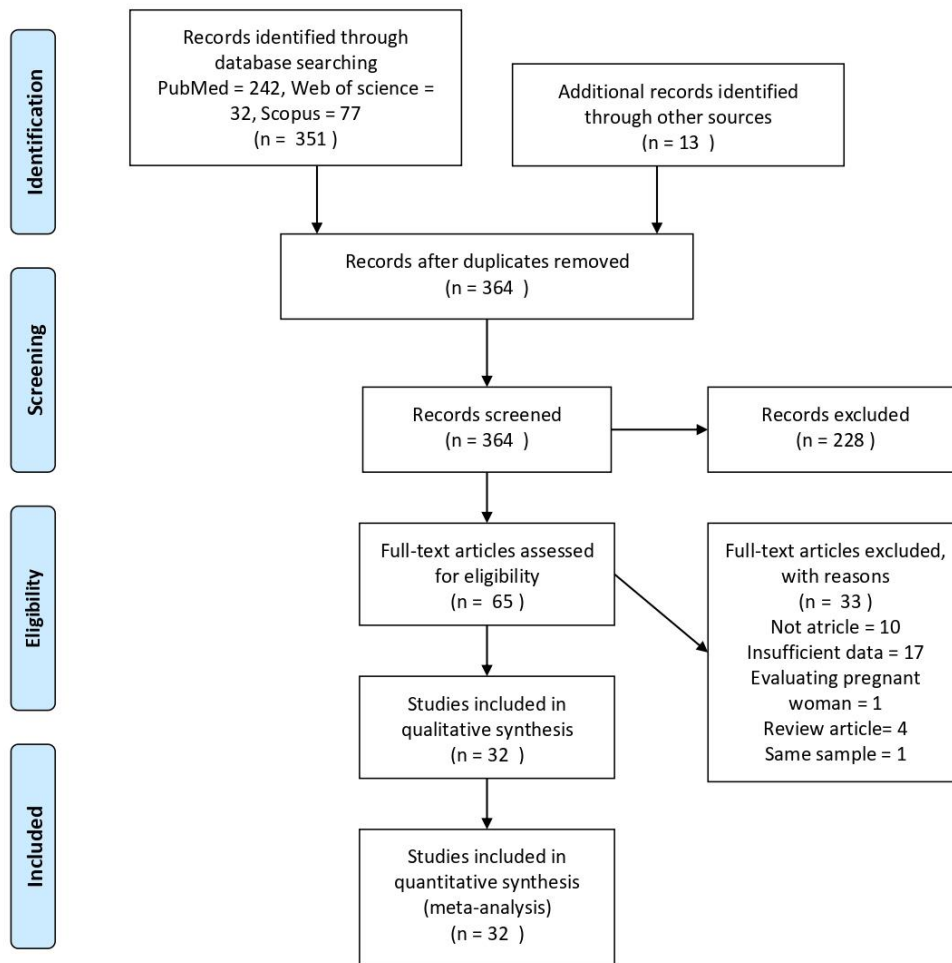 Identification
Records identified through
database searching
PubMed = 242, Web of science =
32, Scopus = 77
(n = 351)
Additional records identified
through other sources
(n = 13 )
Records after duplicates removed
(n = 364 )
Screening
Records screened
(n = 364 )
Records excluded
(n = 228 )
Eligibility
Full-text articles assessed
for eligibility
(n = 65 )
Full-text articles excluded,
with reasons
(n = 33 )
Not atricle = 10
Insufficient data = 17
Evaluating pregnant
woman = 1
Review article= 4
Same sample = 1
Studies included in
qualitative synthesis
(n = 32 )
Included
Studies included in
quantitative synthesis
(meta-analysis)
(n = 32 )